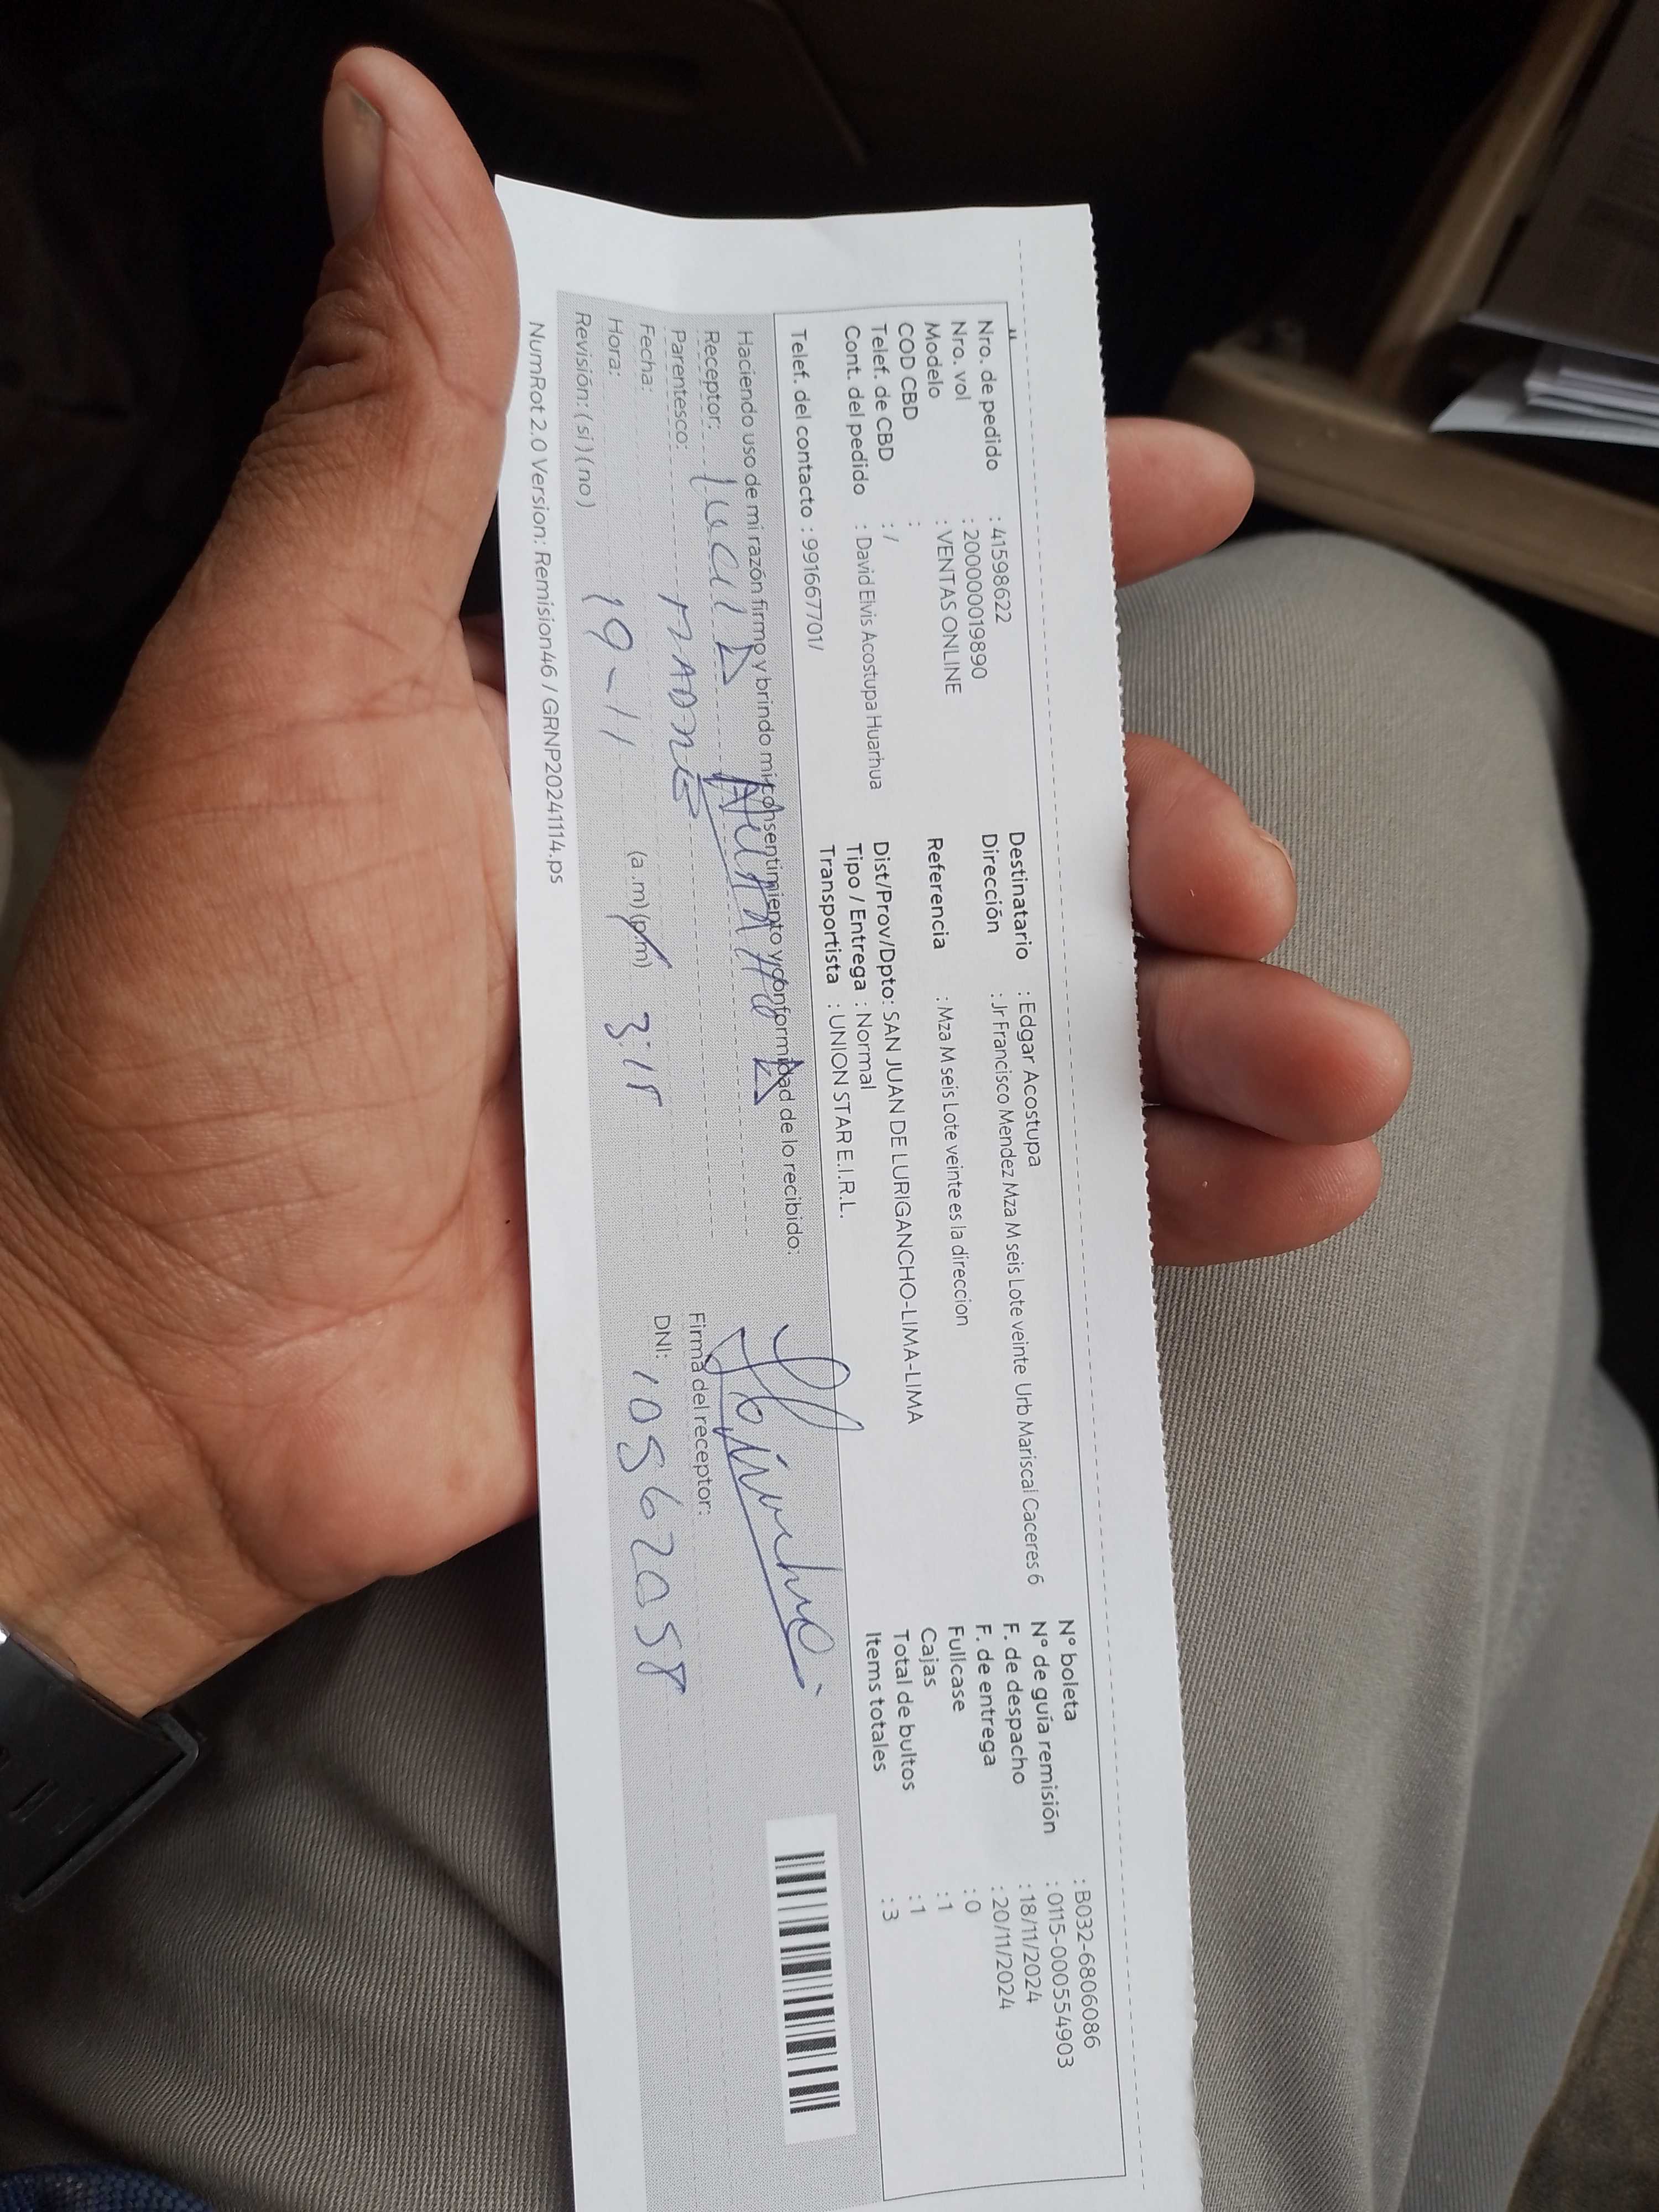 Nro. de pedido : 41598622
Nro. vol : 200000019890
Modelo : VENTAS ONLINE
COD CBD :
Telef. de CBD : /
Cont. del pedido : David Elvis Acostupa Huarhua
Telef. del contacto : 991667701/
Destinatario : Edgar Acostupa
Dirección : Jr Francisco Mendez Mza M seis Lote veinte Urb Mariscal Caceres 6
Referencia : Mza M seis Lote veinte es la direccion
Dist/Prov/Dpto: SAN JUAN DE LURIGANCHO-LIMA-LIMA
Tipo / Entrega : Normal
Transportista : UNION STAR E.I.R.L.
N° boleta : B032-6806086
N° de guía remisión : 0115-000554903
F. de despacho : 18/11/2024
F. de entrega : 20/11/2024
Fullcase : 0
Cajas : 1
Total de bultos : 1
Items totales : 3
Haciendo uso de mi razón firmo y brindo mi consentimiento y conformidad de lo recibido:
Receptor: Lucila
Parentesco: MADRE
Fecha: 19-11
Hora: (a.m)(p.m) 3:18
Revisión: ( si ) ( no )
Firma del receptor:
DNI: 10562058
NumRot 2.0 Version: Remision46 / GRNP20241114.ps